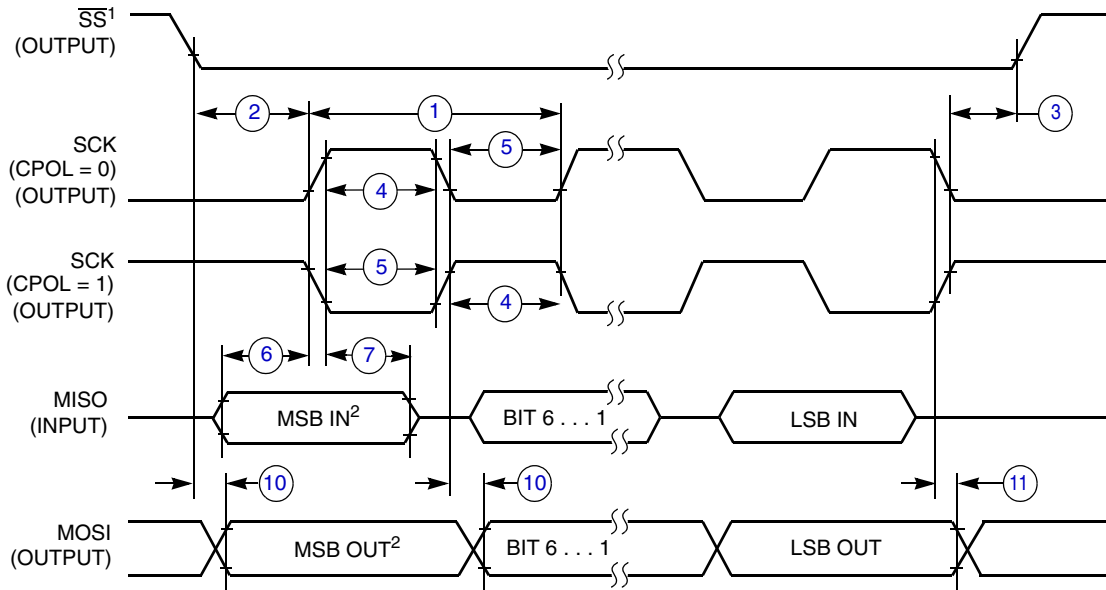 SS¹
(OUTPUT)
2
1
3
SCK
(CPOL = 0)
(OUTPUT)
5
4
SCK
(CPOL = 1)
(OUTPUT)
5
4
6
7
MISO
(INPUT)
MSB IN²
BIT 6 . . . 1
LSB IN
10
10
11
MOSI
(OUTPUT)
MSB OUT²
BIT 6 . . . 1
LSB OUT